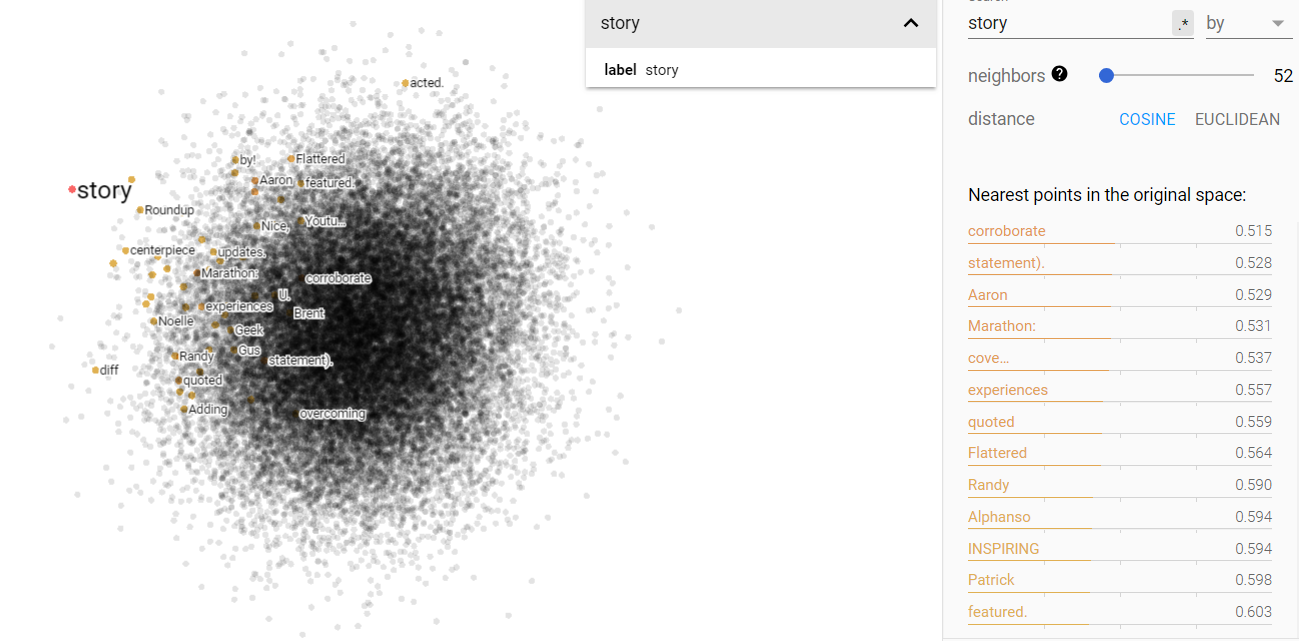 story
label story
acted.
by!
Flattered
Aaron
featured.
story
Roundup
Nice,
Youtu...
centerpiece
updates.
Marathon:
corroborate
U.
experiences
Brent
Noelle
Geek
Gus
Randy
statement).
diff
quoted
Adding
overcoming
story .* by
neighbors ? 52
distance COSINE EUCLIDEAN
Nearest points in the original space:
corroborate 0.515
statement). 0.528
Aaron 0.529
Marathon: 0.531
cove... 0.537
experiences 0.557
quoted 0.559
Flattered 0.564
Randy 0.590
Alphanso 0.594
INSPIRING 0.594
Patrick 0.598
featured. 0.603